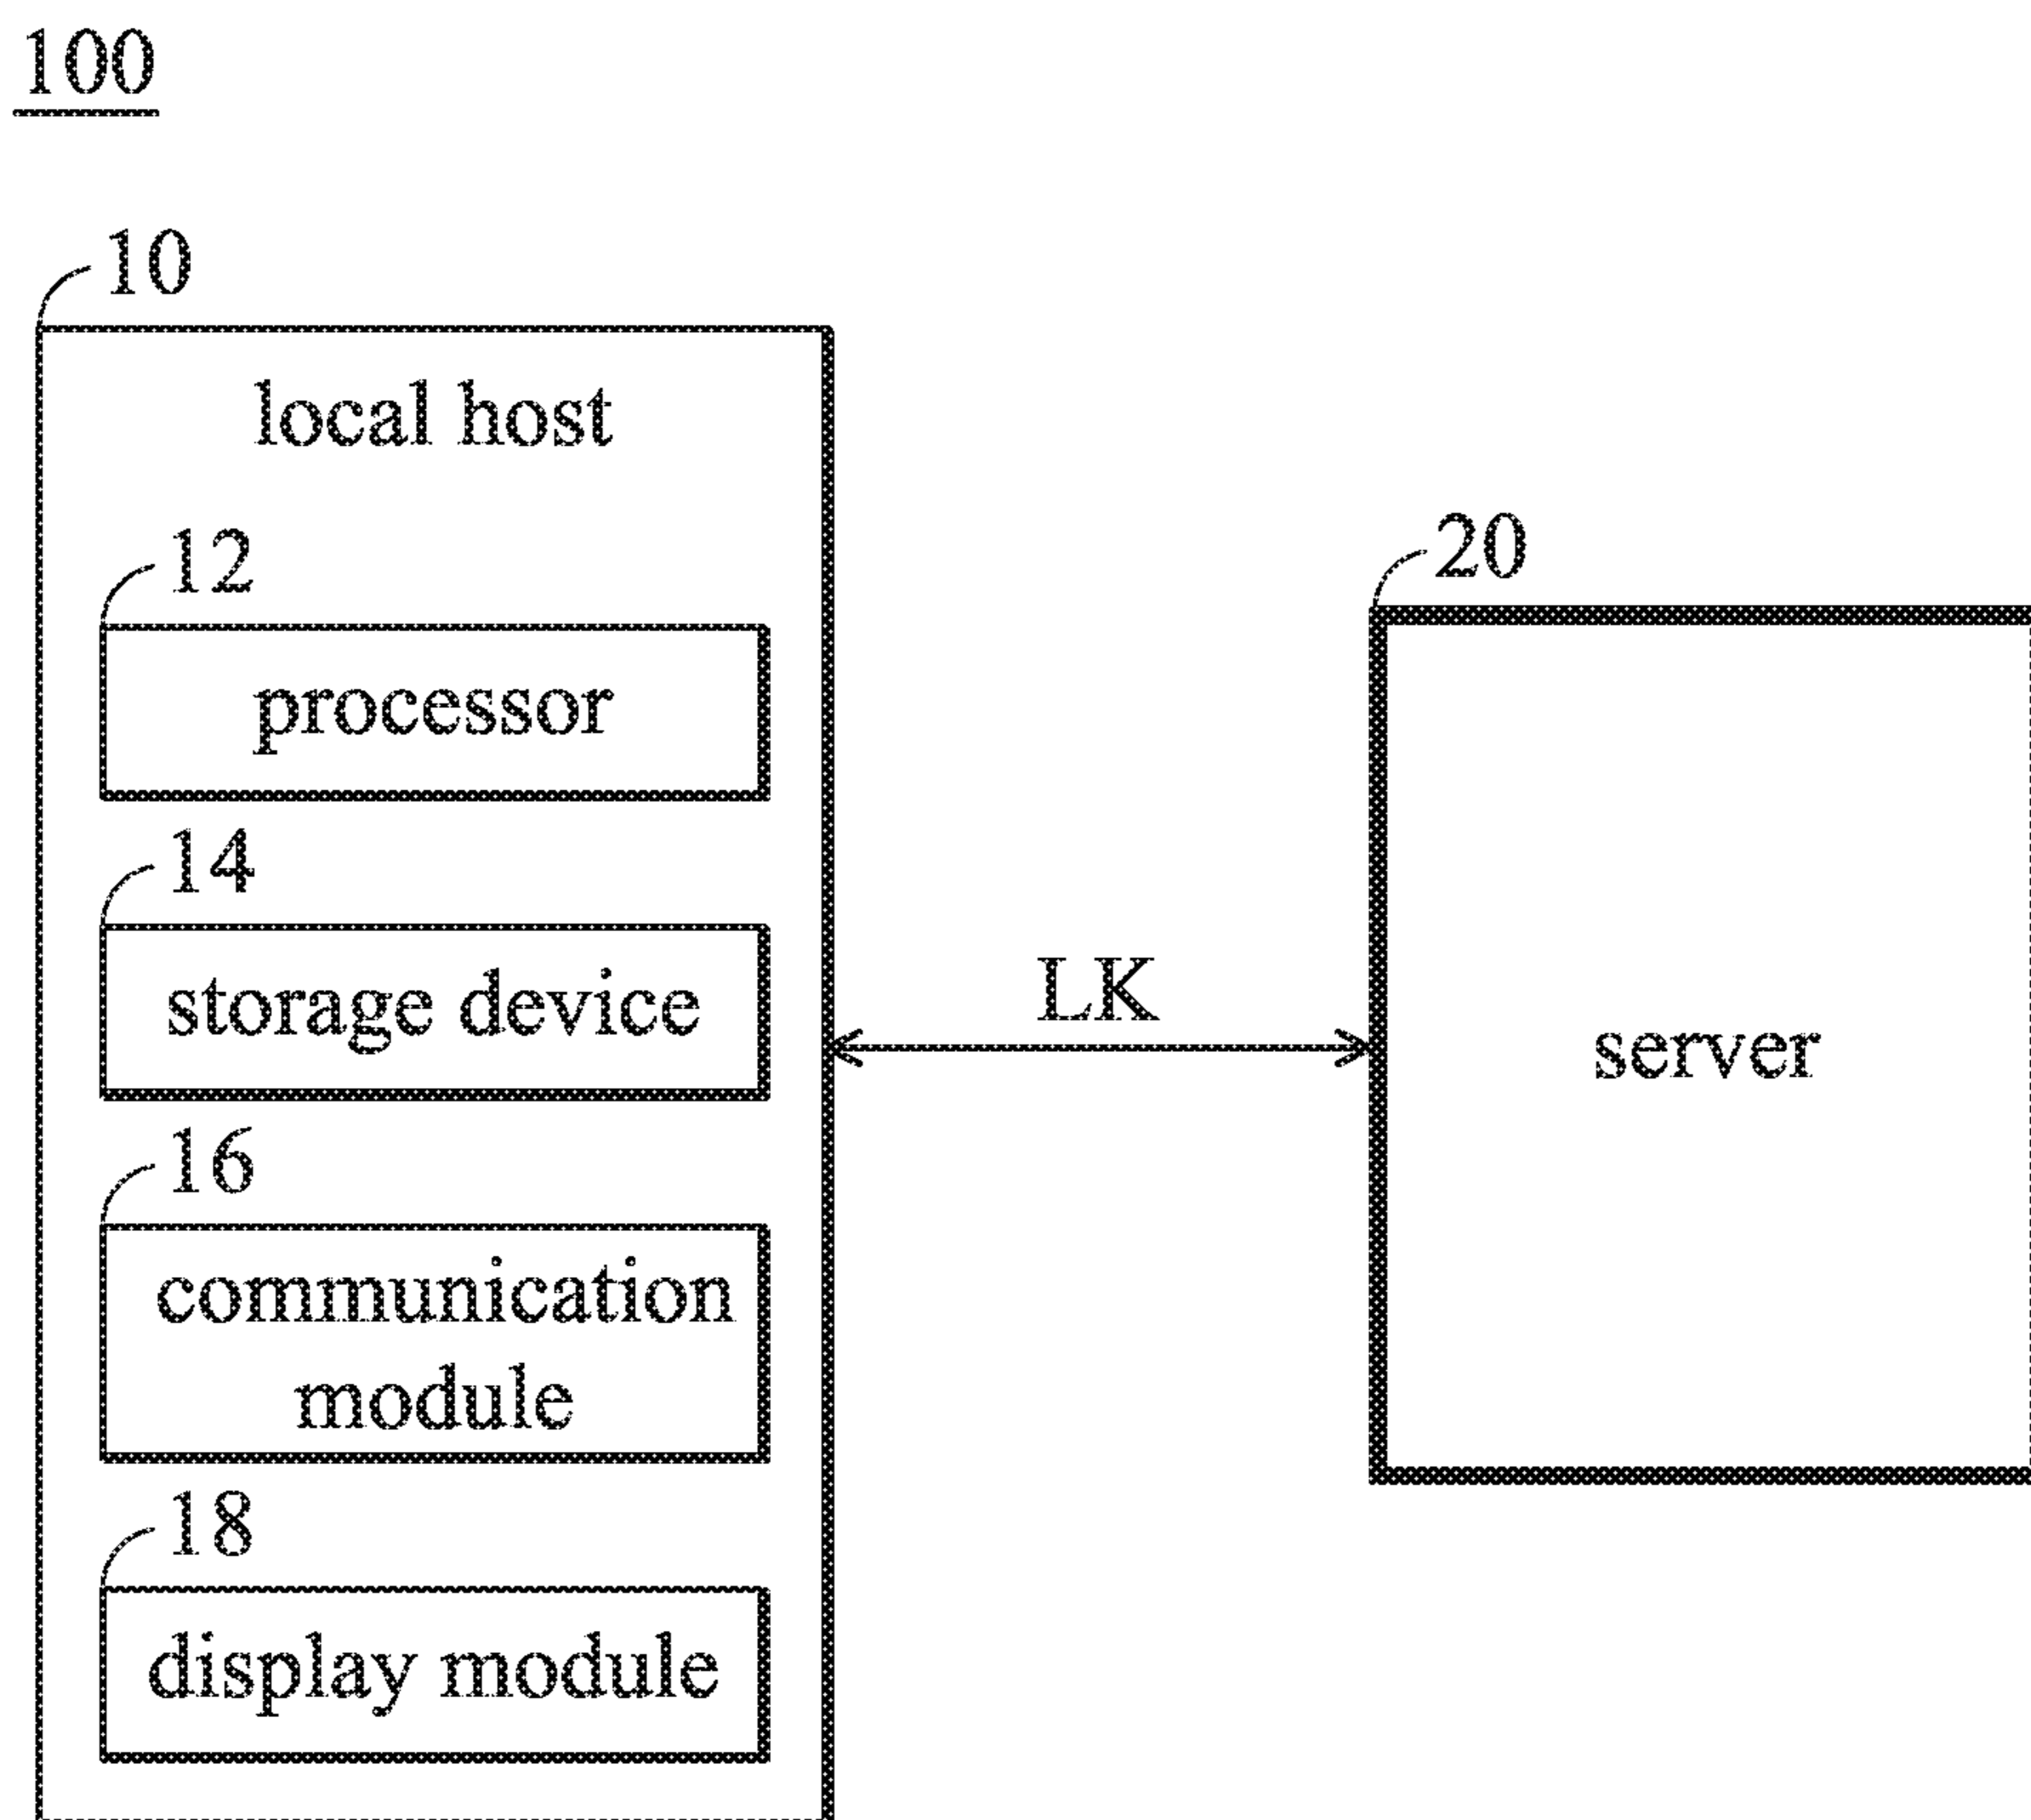 100
10
local host
12
processor
14
storage device
16
communication
module
18
display module
LK
20
server